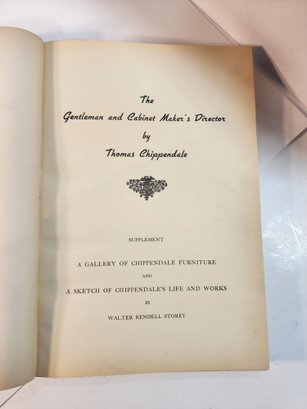 The
Gentleman and Cabinet Maker's Director
by
Thomas Chippendale
SUPPLEMENT
A GALLERY OF CHIPPENDALE FURNITURE
AND
A SKETCH OF CHIPPENDALE'S LIFE AND WORKS
BY
WALTER RENDELL STOREY